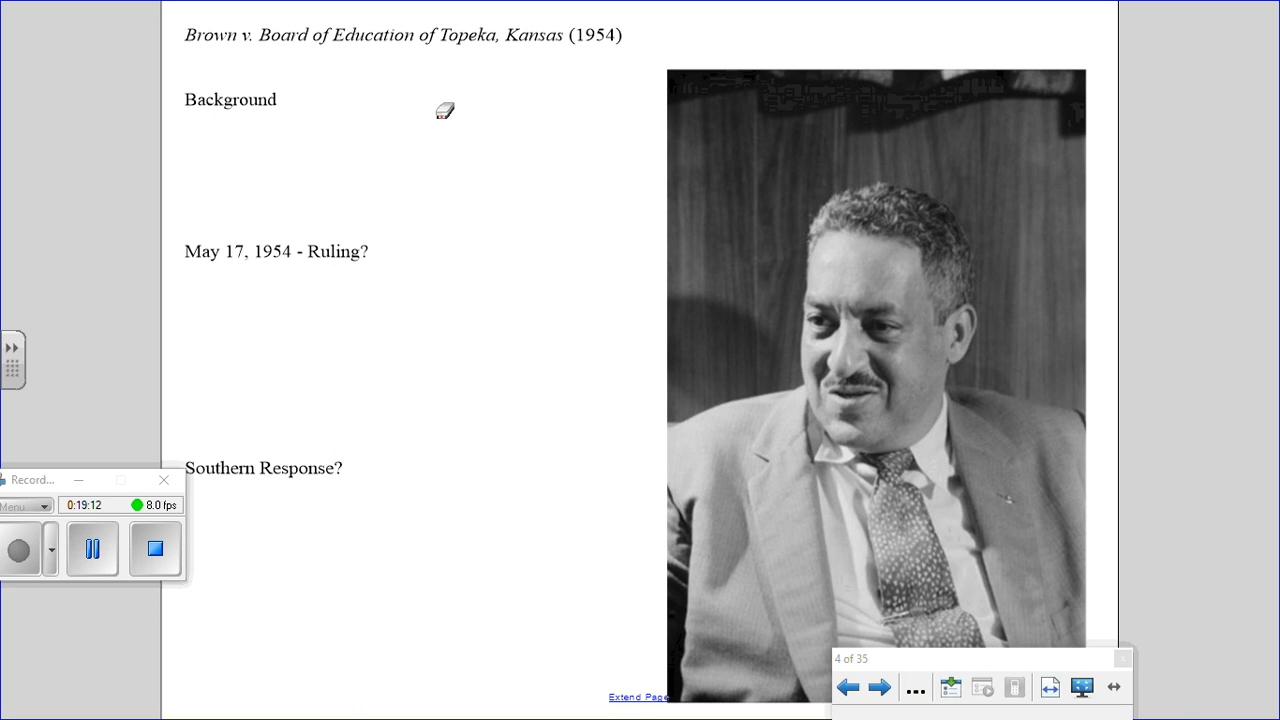 Brown v. Board of Education of Topeka, Kansas (1954)
Background
May 17, 1954 - Ruling?
Southern Response?
Record...
Menu
0:19:12
8.0 fps
Extend Page
4 of 35